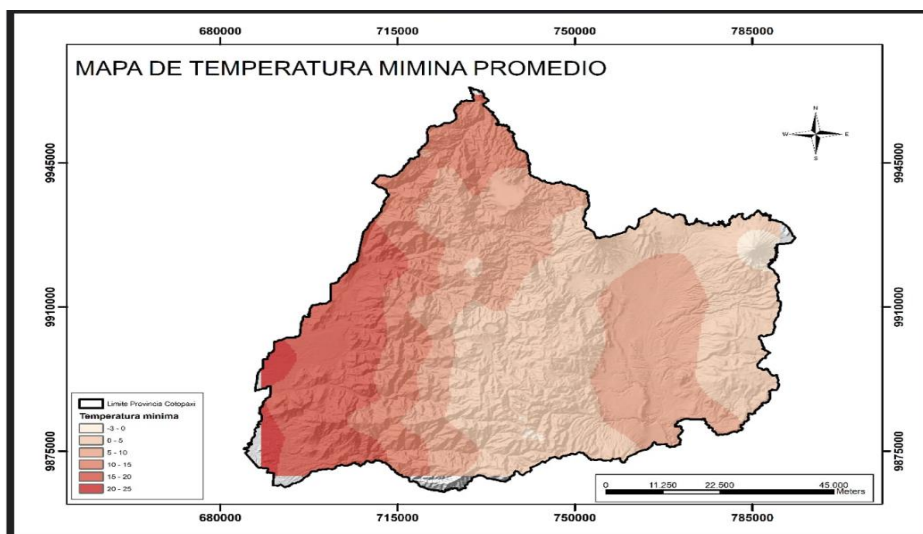 680000 715000 750000 785000
MAPA DE TEMPERATURA MIMINA PROMEDIO
N
W E
S
9945000 9945000
9910000 9910000
9875000 9875000
Limite Provincia Cotopaxi
Temperatura minima
-3 - 0
0 - 5
5 - 10
10 - 15
15 - 20
20 - 25
0 11.250 22.500 45.000
Meters
680000 715000 750000 785000